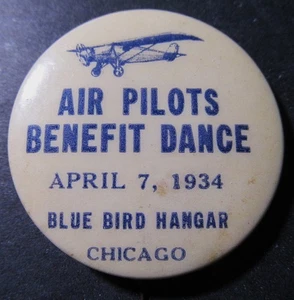 AIR PILOTS
BENEFIT DANCE
APRIL 7, 1934
BLUE BIRD HANGAR
CHICAGO